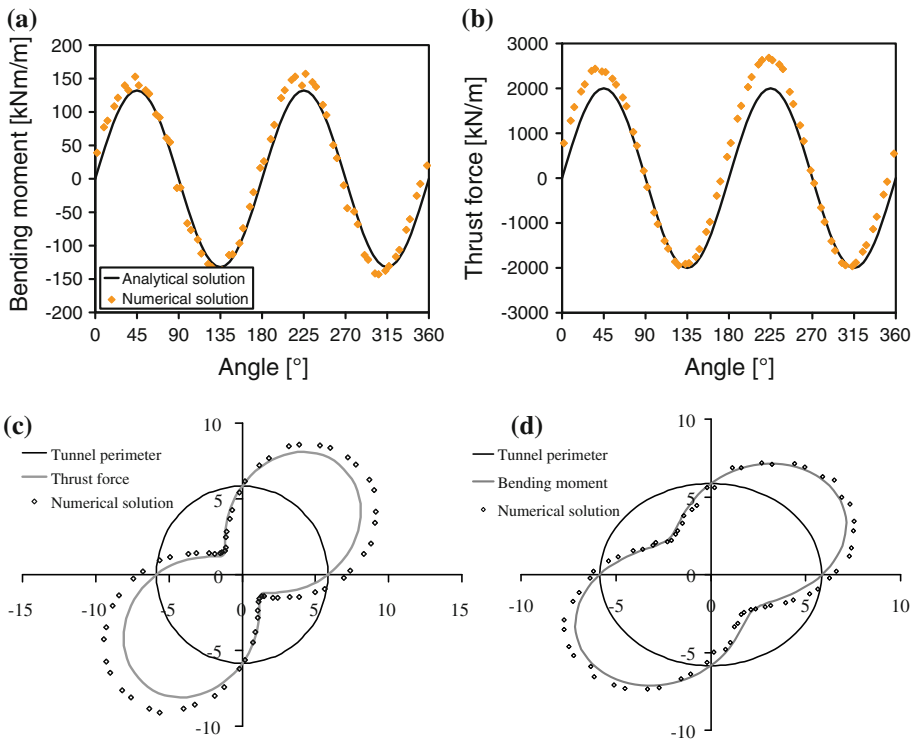 (a)
Bending moment [kNm/m]
200
150
100
50
0
-50
-100
-150
-200
Analytical solution
Numerical solution
0 45 90 135 180 225 270 315 360
Angle [°]
(b)
Thrust force [kN/m]
3000
2000
1000
0
-1000
-2000
-3000
0 45 90 135 180 225 270 315 360
Angle [°]
(c)
Tunnel perimeter
Thrust force
Numerical solution
10
5
0
-5
-10
-15 -10 -5 0 5 10 15
(d)
Tunnel perimeter
Bending moment
Numerical solution
10
5
0
-5
-10
-10 -5 0 5 10